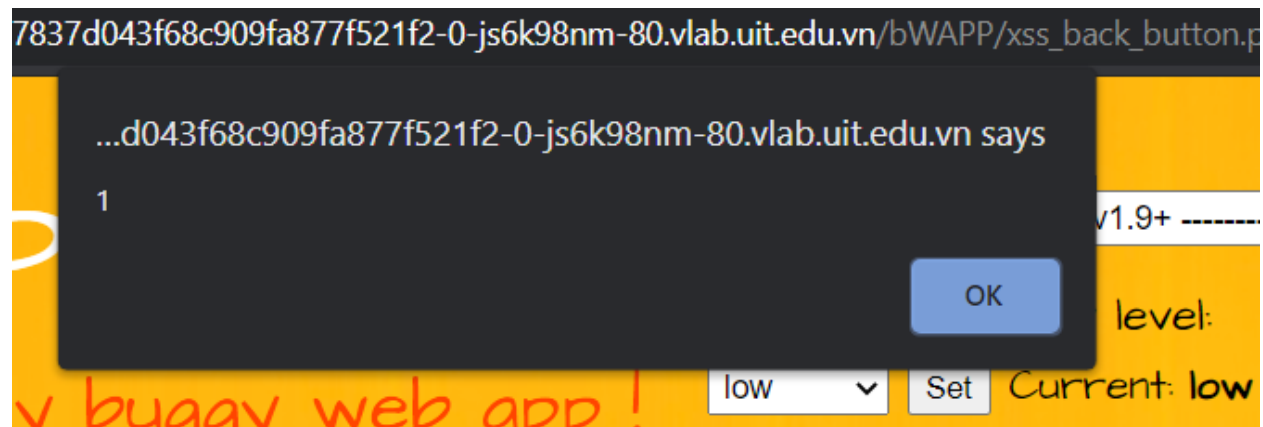 7837d043f68c909fa877f521f2-0-js6k98nm-80.vlab.uit.edu.vn/bWAPP/xss_back_button.p
...d043f68c909fa877f521f2-0-js6k98nm-80.vlab.uit.edu.vn says
1
v1.9+ --------
OK
level:
low Set Current: low
y buggy web app !